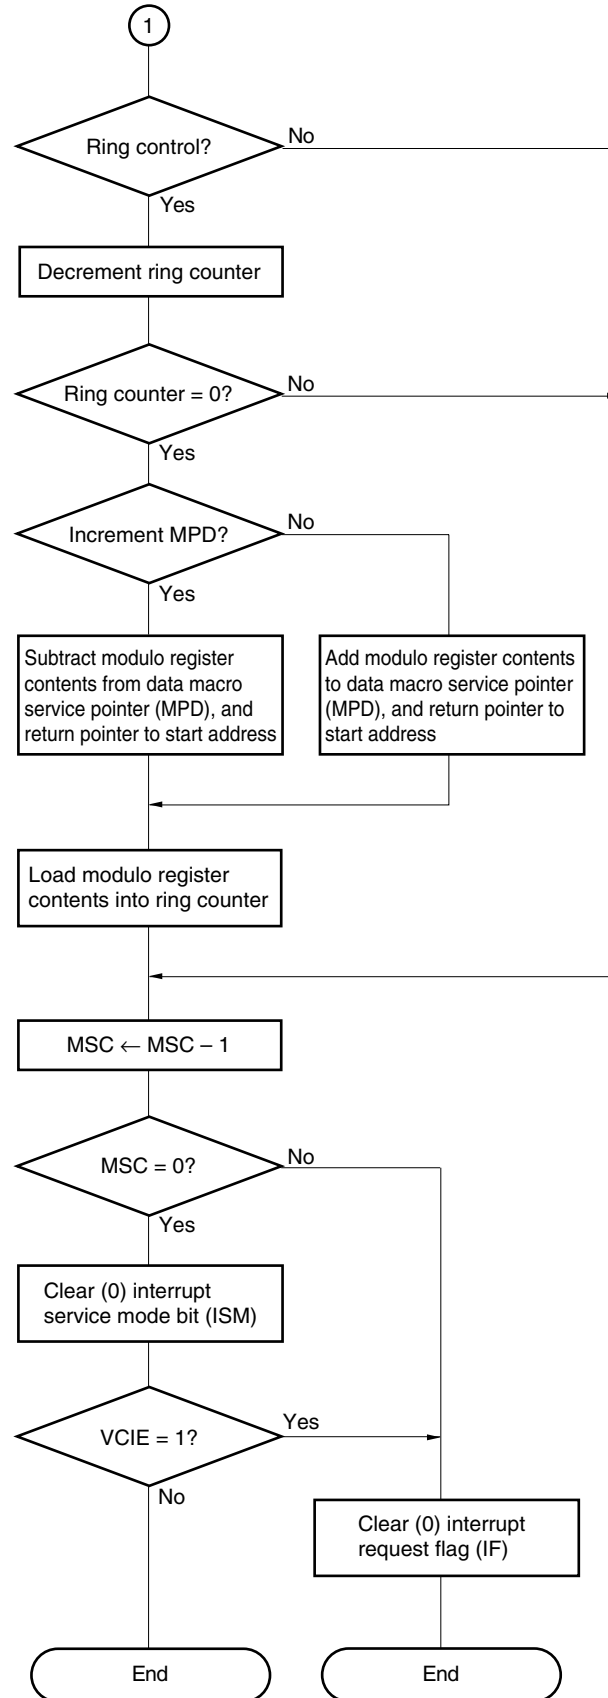 1
Ring control?
No
Yes
Decrement ring counter
Ring counter = 0?
No
Yes
Increment MPD?
No
Yes
Subtract modulo register
contents from data macro
service pointer (MPD), and
return pointer to start address
Add modulo register contents
to data macro service pointer
(MPD), and return pointer to
start address
Load modulo register
contents into ring counter
MSC ← MSC – 1
MSC = 0?
No
Yes
Clear (0) interrupt
service mode bit (ISM)
VCIE = 1?
Yes
No
Clear (0) interrupt
request flag (IF)
End
End